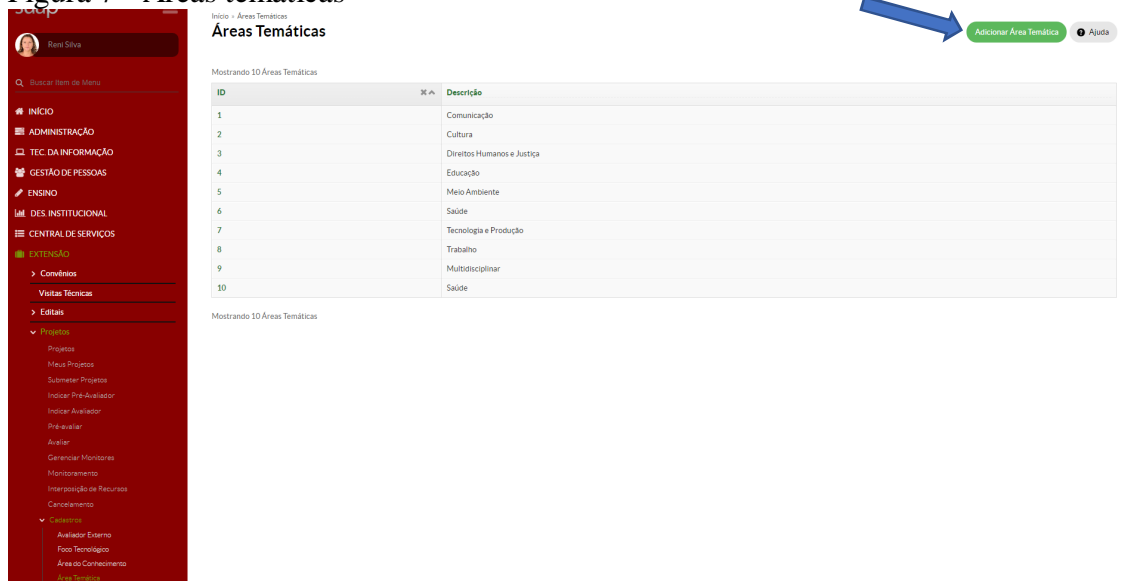 Início » Áreas Temáticas
Áreas Temáticas
Adicionar Área Temática
Ajuda
Reni Silva
Buscar Item de Menu
INÍCIO
ADMINISTRAÇÃO
TEC. DA INFORMAÇÃO
GESTÃO DE PESSOAS
ENSINO
DES. INSTITUCIONAL
CENTRAL DE SERVIÇOS
EXTENSÃO
Convênios
Visitas Técnicas
Editais
Projetos
Projetos
Meus Projetos
Submeter Projetos
Indicar Pré-Avaliador
Indicar Avaliador
Pré-avaliar
Avaliar
Gerenciar Monitores
Monitoramento
Interposição de Recursos
Cancelamento
Cadastros
Avaliador Externo
Foco Tecnológico
Área do Conhecimento
Área Temática
Mostrando 10 Áreas Temáticas
ID Descrição
1 Comunicação
2 Cultura
3 Direitos Humanos e Justiça
4 Educação
5 Meio Ambiente
6 Saúde
7 Tecnologia e Produção
8 Trabalho
9 Multidisciplinar
10 Saúde
Mostrando 10 Áreas Temáticas